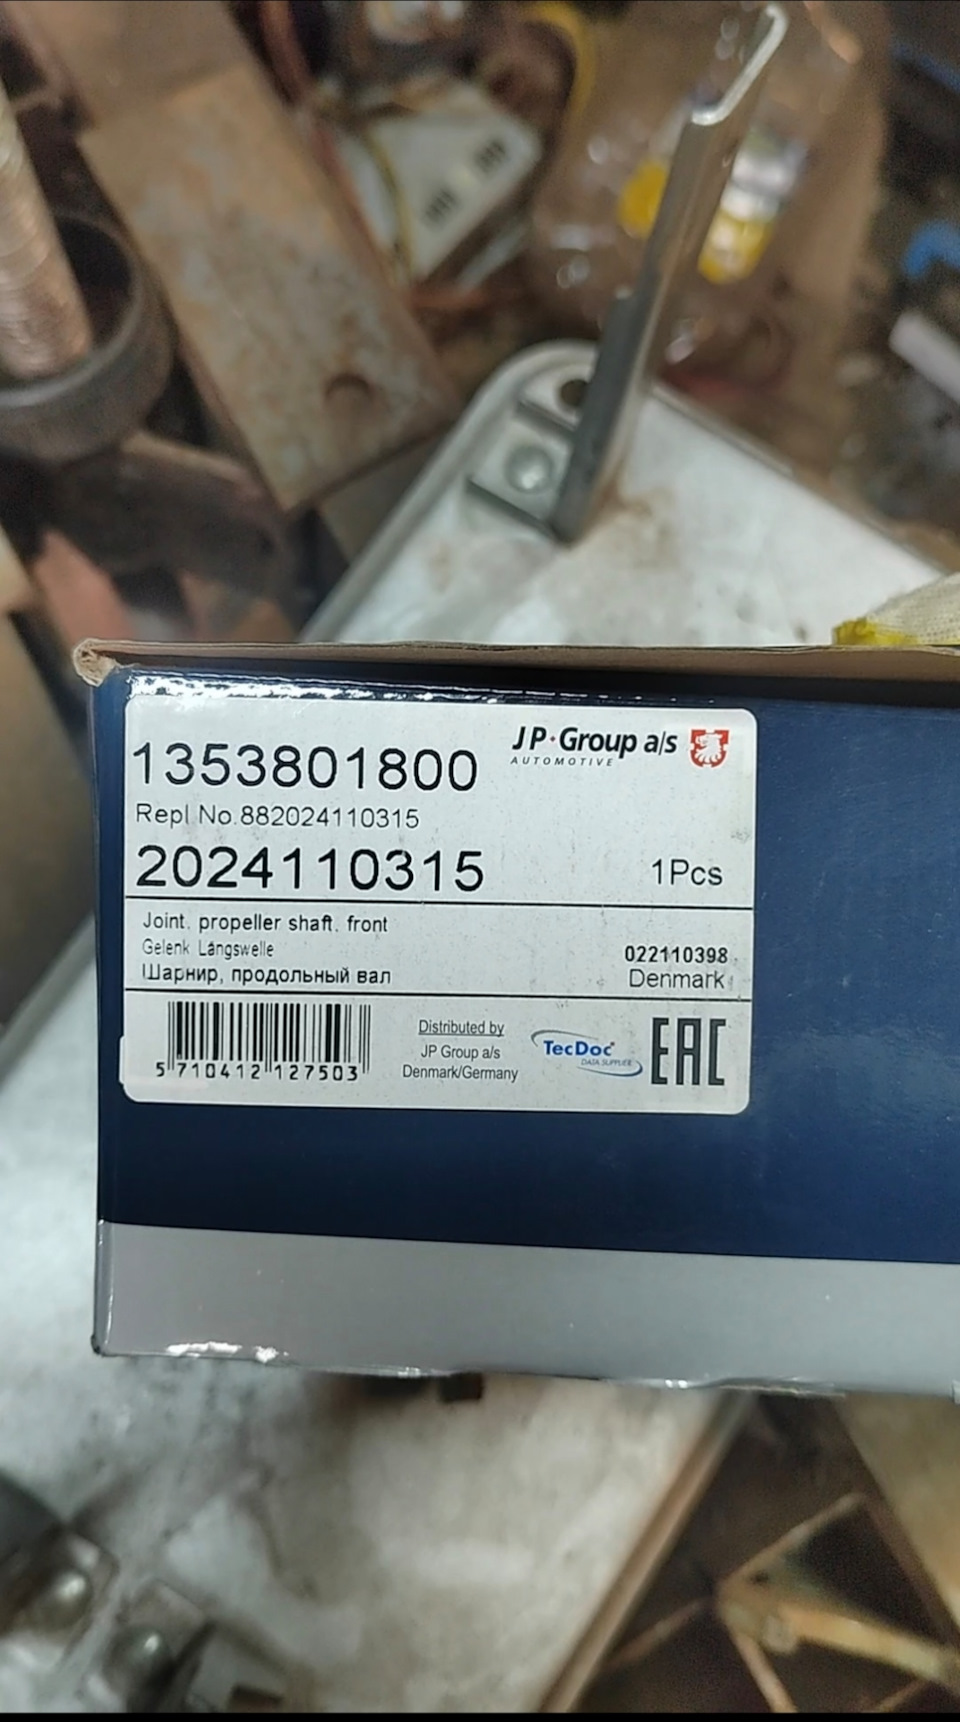 1353801800
JP·Group a/s
AUTOMOTIVE
Repl No.882024110315
2024110315
1Pcs
Joint, propeller shaft, front
Gelenk Längswelle
Шарнир, продольный вал
022110398
Denmark
5 710412 127503
Distributed by
JP Group a/s
Denmark/Germany
TecDoc
DATA SUPPLIER
EAC